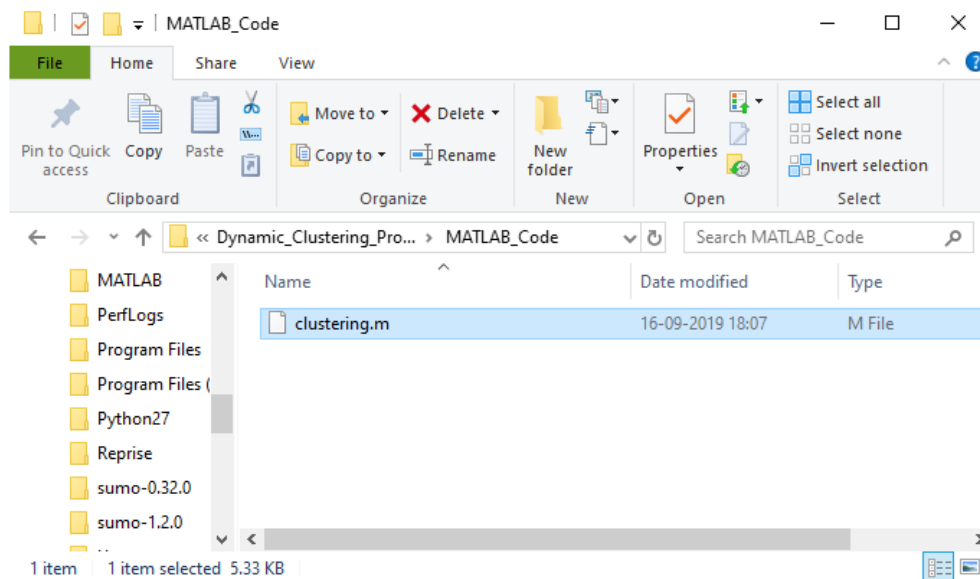 MATLAB_Code
File Home Share View
Pin to Quick access
Copy
Paste
Clipboard
Move to
Copy to
Delete
Rename
Organize
New folder
New
Properties
Open
Select all
Select none
Invert selection
Select
« Dynamic_Clustering_Pro... › MATLAB_Code
Search MATLAB_Code
MATLAB
PerfLogs
Program Files
Program Files (
Python27
Reprise
sumo-0.32.0
sumo-1.2.0
Name Date modified Type
clustering.m 16-09-2019 18:07 M File
1 item 1 item selected 5.33 KB